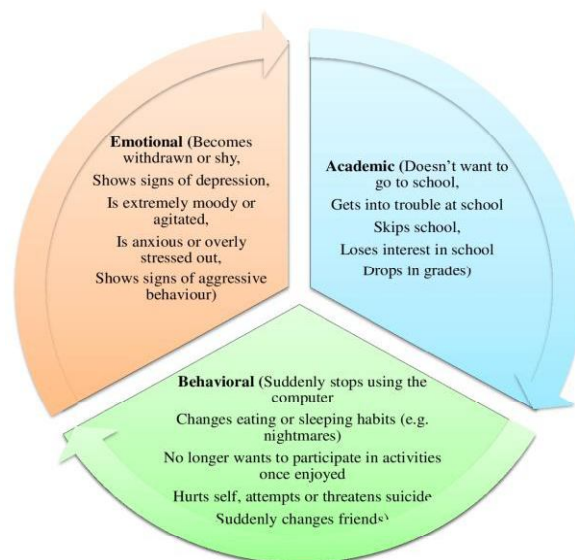 Emotional (Becomes
withdrawn or shy,
Shows signs of depression,
Is extremely moody or
agitated,
Is anxious or overly
stressed out,
Shows signs of aggressive
behaviour)
Academic (Doesn't want to
go to school,
Gets into trouble at school
Skips school,
Loses interest in school
Drops in grades)
Behavioral (Suddenly stops using the
computer
Changes eating or sleeping habits (e.g.
nightmares)
No longer wants to participate in activities
once enjoyed
Hurts self, attempts or threatens suicide
Suddenly changes friends)